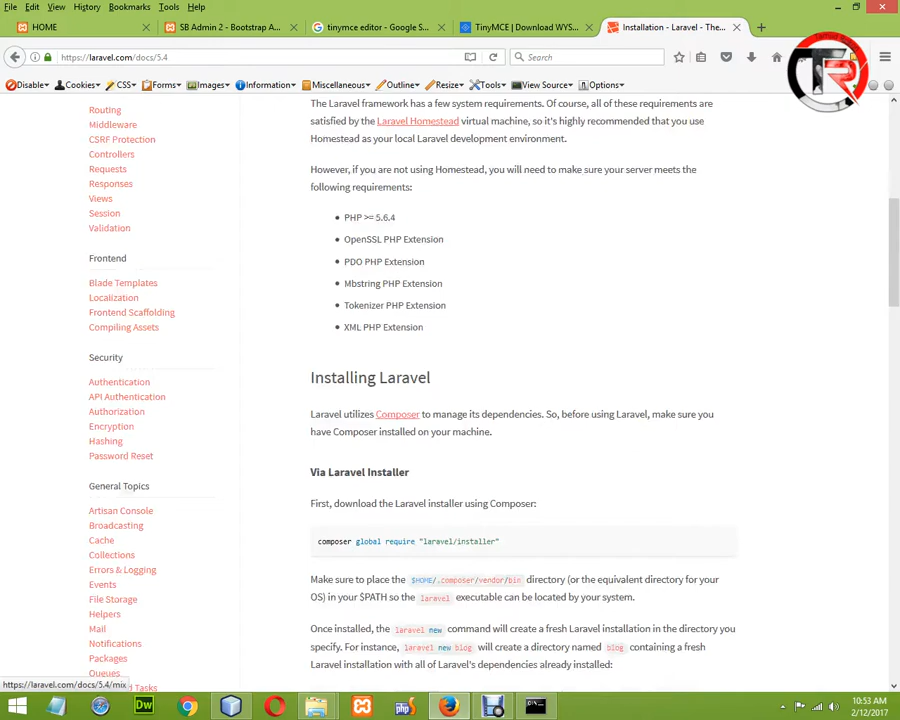 File Edit View History Bookmarks Tools Help
HOME
SB Admin 2 - Bootstrap A...
tinymce editor - Google S...
TinyMCE | Download WYS...
Installation - Laravel - The...
https://laravel.com/docs/5.4
Search
Disable Cookies CSS Forms Images Information Miscellaneous Outline Resize Tools View Source Options
TR
Routing
Middleware
CSRF Protection
Controllers
Requests
Responses
Views
Session
Validation
Frontend
Blade Templates
Localization
Frontend Scaffolding
Compiling Assets
Security
Authentication
API Authentication
Authorization
Encryption
Hashing
Password Reset
General Topics
Artisan Console
Broadcasting
Cache
Collections
Errors & Logging
Events
File Storage
Helpers
Mail
Notifications
Packages
Queues
d Tasks
https://laravel.com/docs/5.4/mix
The Laravel framework has a few system requirements. Of course, all of these requirements are
satisfied by the Laravel Homestead virtual machine, so it's highly recommended that you use
Homestead as your local Laravel development environment.
However, if you are not using Homestead, you will need to make sure your server meets the
following requirements:
PHP >= 5.6.4
OpenSSL PHP Extension
PDO PHP Extension
Mbstring PHP Extension
Tokenizer PHP Extension
XML PHP Extension
Installing Laravel
Laravel utilizes Composer to manage its dependencies. So, before using Laravel, make sure you
have Composer installed on your machine.
Via Laravel Installer
First, download the Laravel installer using Composer:
composer global require "laravel/installer"
Make sure to place the $HOME/.composer/vendor/bin directory (or the equivalent directory for your
OS) in your $PATH so the laravel executable can be located by your system.
Once installed, the laravel new command will create a fresh Laravel installation in the directory you
specify. For instance, laravel new blog will create a directory named blog containing a fresh
Laravel installation with all of Laravel's dependencies already installed:
Dw
php
10:53 AM
2/12/2017